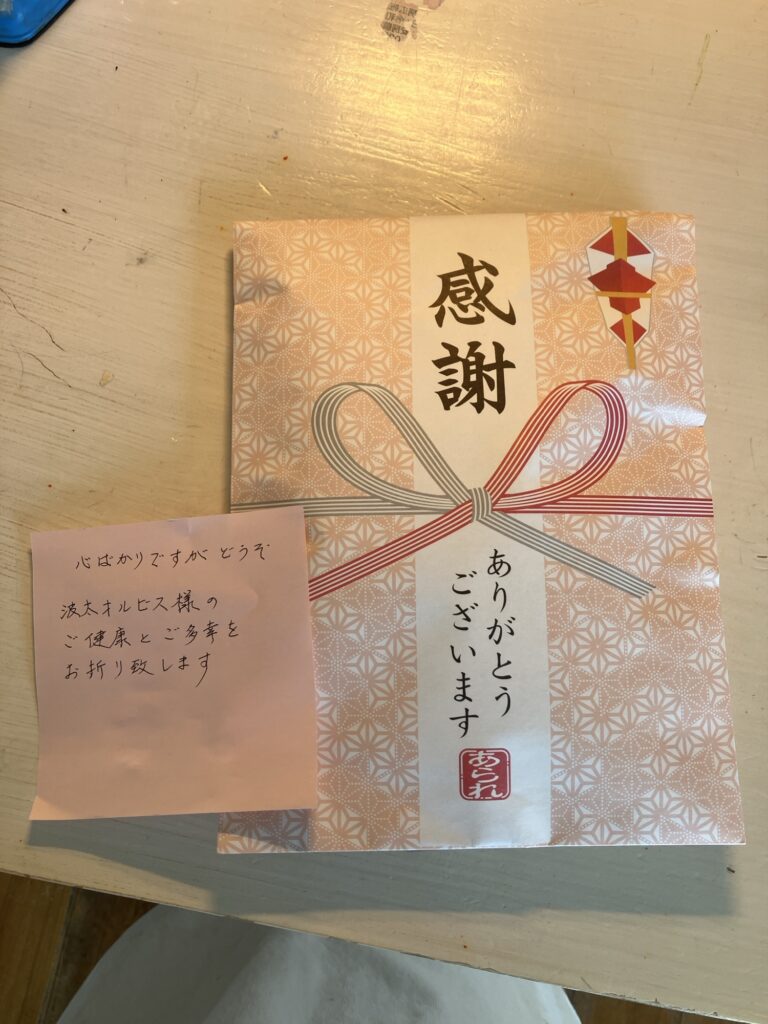 感謝
ありがとう
ございます
あられ
心ばかりですが どうぞ
波太オルビス様の
ご健康とご多幸を
お折り致します